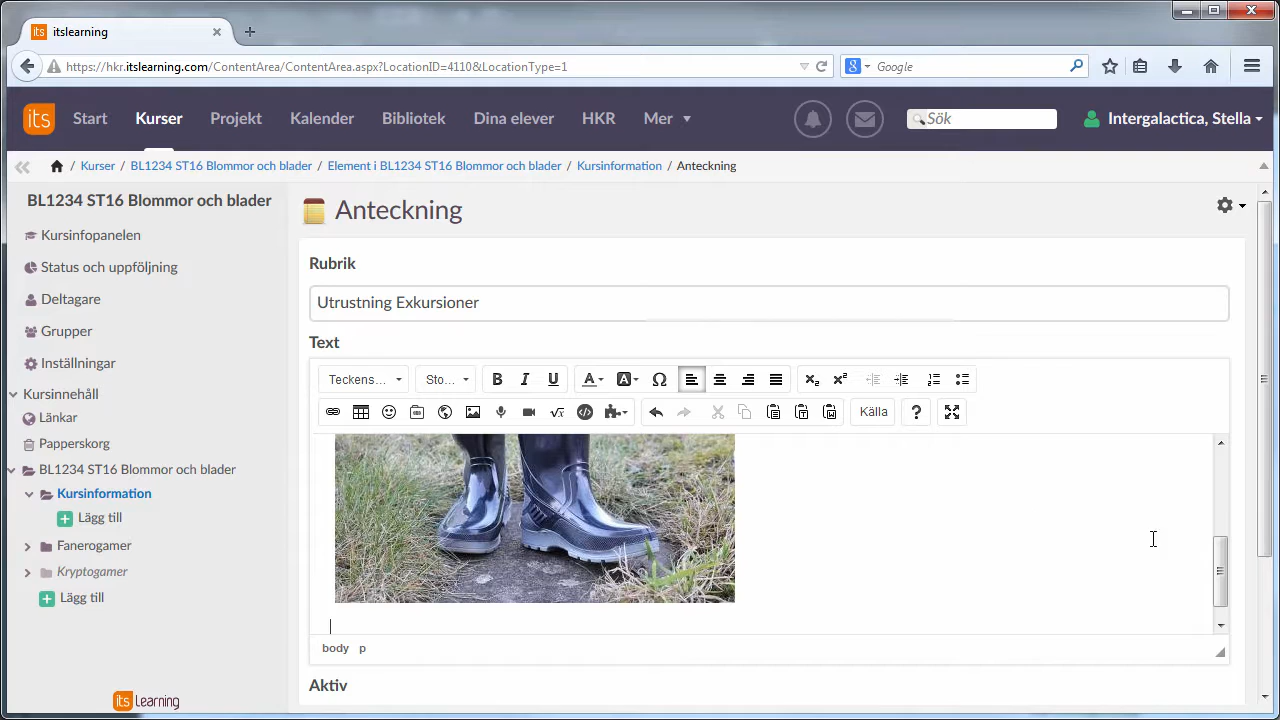 itslearning
https://hkr.itslearning.com/ContentArea/ContentArea.aspx?LocationID=4110&LocationType=1
Google
its Start Kurser Projekt Kalender Bibliotek Dina elever HKR Mer Sök Intergalactica, Stella
/ Kurser / BL1234 ST16 Blommor och blader / Element i BL1234 ST16 Blommor och blader / Kursinformation / Anteckning
BL1234 ST16 Blommor och blader
Kursinfopanelen
Status och uppföljning
Deltagare
Grupper
Inställningar
Kursinnehåll
Länkar
Papperskorg
BL1234 ST16 Blommor och blader
Kursinformation
Lägg till
Fanerogamer
Kryptogamer
Lägg till
its Learning
Anteckning
Rubrik
Utrustning Exkursioner
Text
Teckens... Sto... B I U A A Ω x₂ x²
√x Källa ?
body p
Aktiv